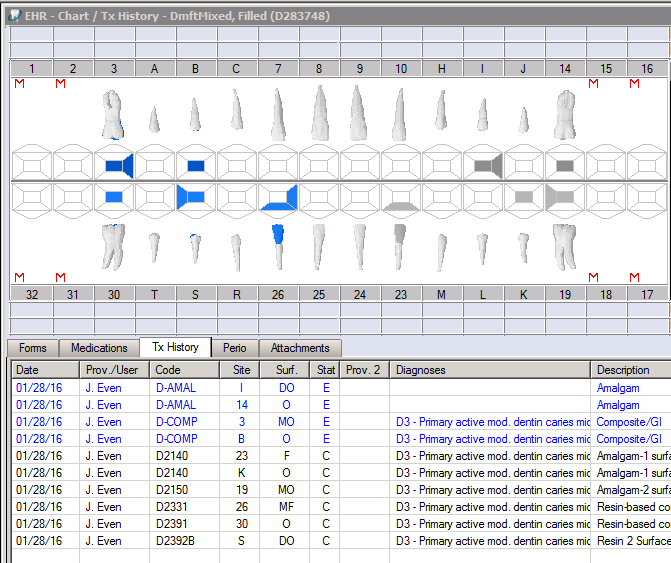 EHR - Chart / Tx History - DmftMixed, Filled (D283748)
1 2 3 A B C 7 8 9 10 H I J 14 15 16
M M M M
M M M M
32 31 30 T S R 26 25 24 23 M L K 19 18 17
Forms Medications Tx History Perio Attachments
Date Prov./User Code Site Surf. Stat Prov. 2 Diagnoses Description
01/28/16 J. Even D-AMAL I DO E Amalgam
01/28/16 J. Even D-AMAL 14 O E Amalgam
01/28/16 J. Even D-COMP 3 MO E D3 - Primary active mod. dentin caries mic Composite/GI
01/28/16 J. Even D-COMP B O E D3 - Primary active mod. dentin caries mic Composite/GI
01/28/16 J. Even D2140 23 F C D3 - Primary active mod. dentin caries mic Amalgam-1 surfa
01/28/16 J. Even D2140 K O C D3 - Primary active mod. dentin caries mic Amalgam-1 surfa
01/28/16 J. Even D2150 19 MO C D3 - Primary active mod. dentin caries mic Amalgam-2 surfa
01/28/16 J. Even D2331 26 MF C D3 - Primary active mod. dentin caries mic Resin-based co
01/28/16 J. Even D2391 30 O C D3 - Primary active mod. dentin caries mic Resin-based co
01/28/16 J. Even D2392B S DO C D3 - Primary active mod. dentin caries mic Resin 2 Surface